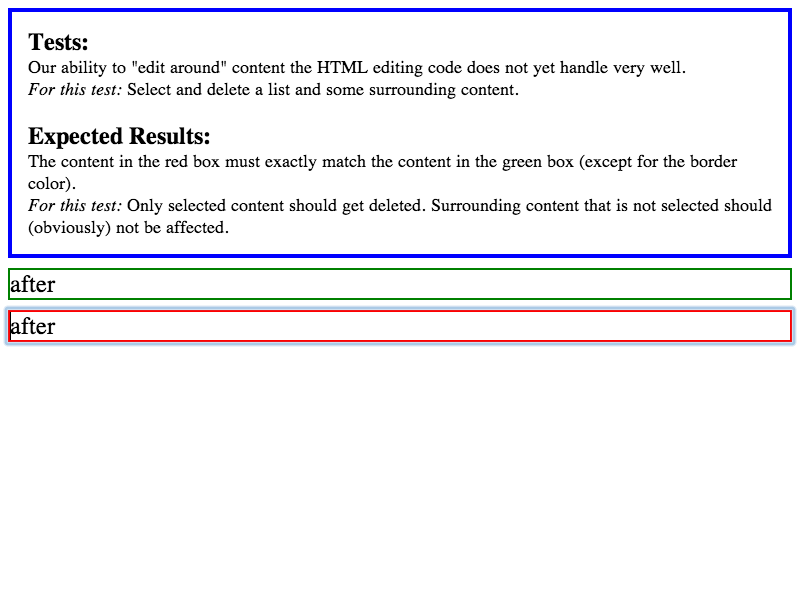 Tests:
Our ability to "edit around" content the HTML editing code does not yet handle very well.
For this test: Select and delete a list and some surrounding content.
Expected Results:
The content in the red box must exactly match the content in the green box (except for the border
color).
For this test: Only selected content should get deleted. Surrounding content that is not selected should
(obviously) not be affected.
after
after